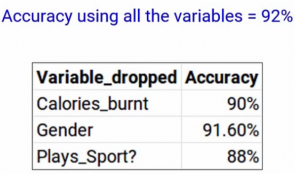 Accuracy using all the variables = 92%
Variable_dropped Accuracy
Calories_burnt 90%
Gender 91.60%
Plays_Sport? 88%